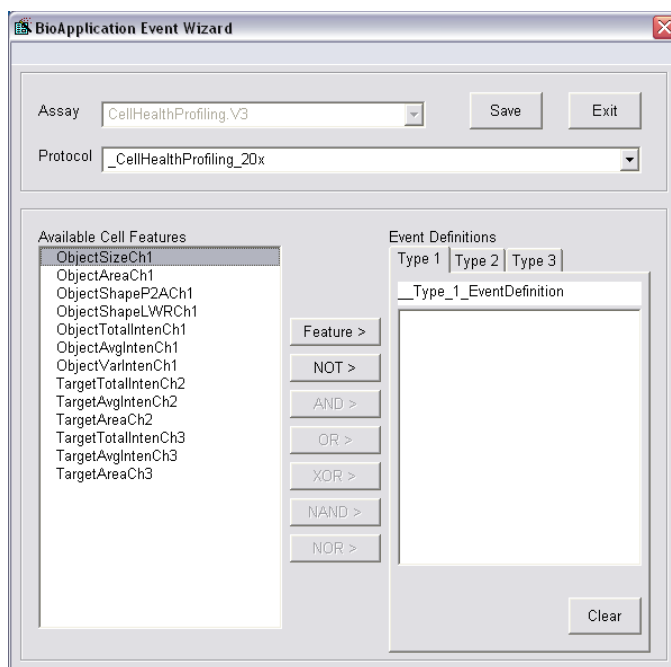 BioApplication Event Wizard
Assay
CellHealthProfiling.V3
Save
Exit
Protocol
_CellHealthProfiling_20x
Available Cell Features
ObjectSizeCh1
ObjectAreaCh1
ObjectShapeP2ACh1
ObjectShapeLWRCh1
ObjectTotalIntenCh1
ObjectAvgIntenCh1
ObjectVarIntenCh1
TargetTotalIntenCh2
TargetAvgIntenCh2
TargetAreaCh2
TargetTotalIntenCh3
TargetAvgIntenCh3
TargetAreaCh3
Feature >
NOT >
AND >
OR >
XOR >
NAND >
NOR >
Event Definitions
Type 1
Type 2
Type 3
__Type_1_EventDefinition
Clear